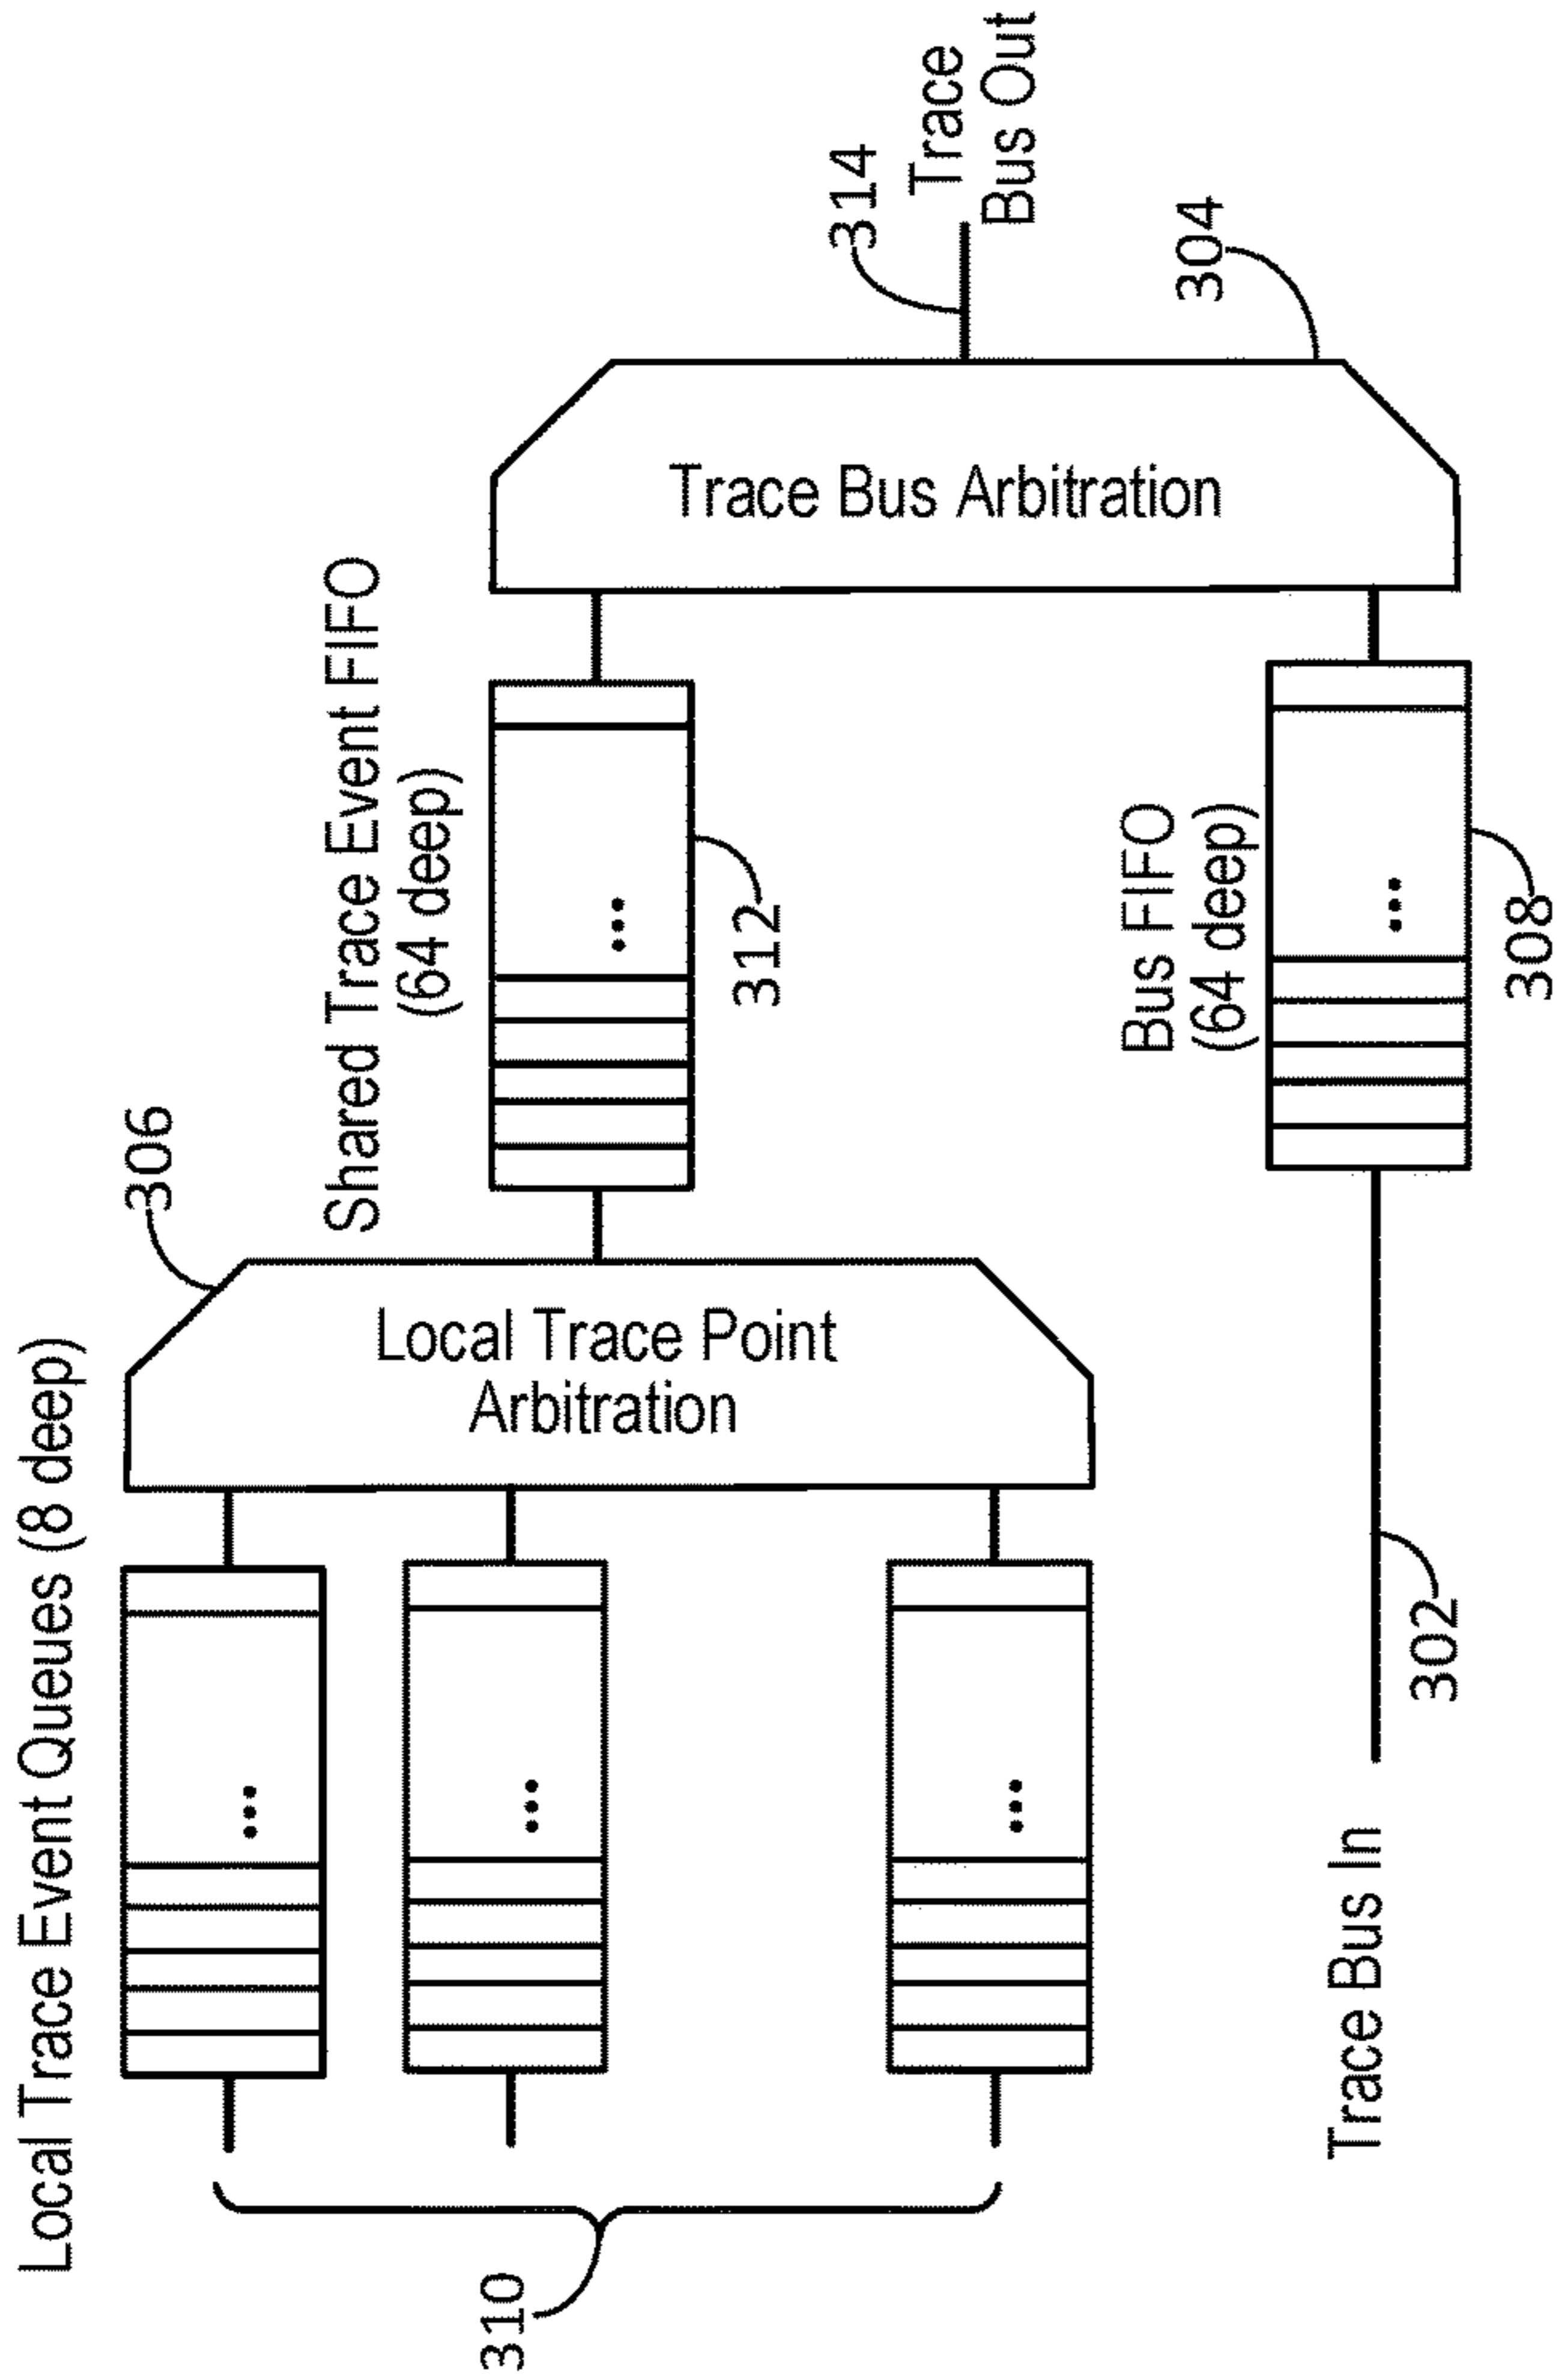 Local Trace Event Queues (8 deep)
306
Local Trace Point
Arbitration
310
Shared Trace Event FIFO
(64 deep)
312
Trace Bus Arbitration
314
Trace
Bus Out
304
Bus FIFO
(64 deep)
308
Trace Bus In
302